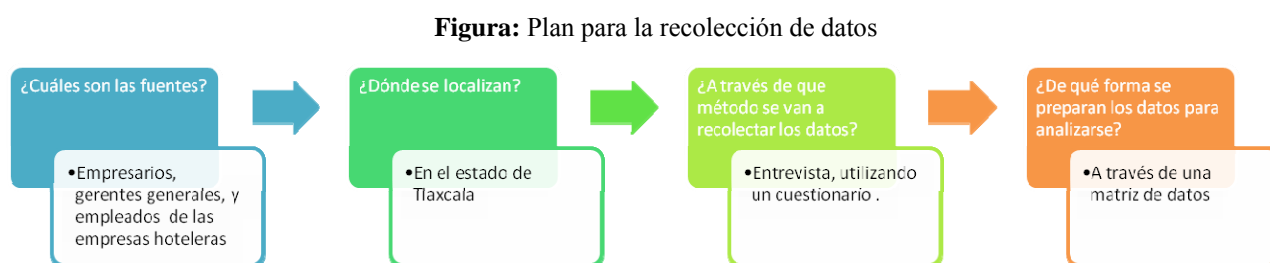 Figura: Plan para la recolección de datos
¿Cuáles son las fuentes?
•Empresarios,
gerentes generales, y
empleados de las
empresas hoteleras
¿Dónde se localizan?
•En el estado de
Tlaxcala
¿A través de que
método se van a
recolectar los datos?
•Entrevista, utilizando
un cuestionario .
¿De qué forma se
preparan los datos para
analizarse?
•A través de una
matriz de datos